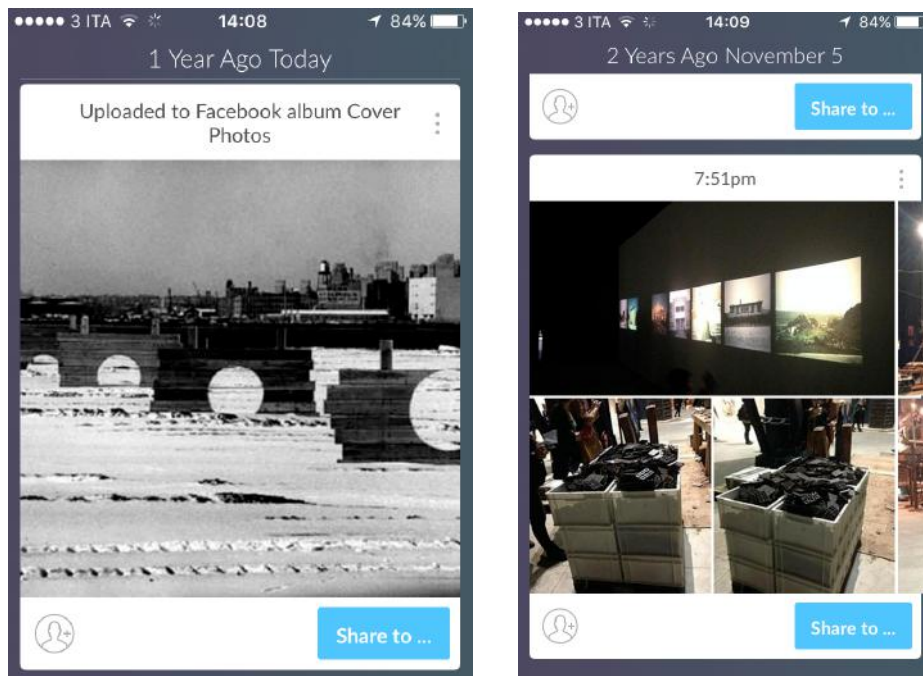 3 ITA 14:08 84%
1 Year Ago Today
Uploaded to Facebook album Cover
Photos
Share to ...
3 ITA 14:09 84%
2 Years Ago November 5
Share to ...
7:51pm
Share to ...